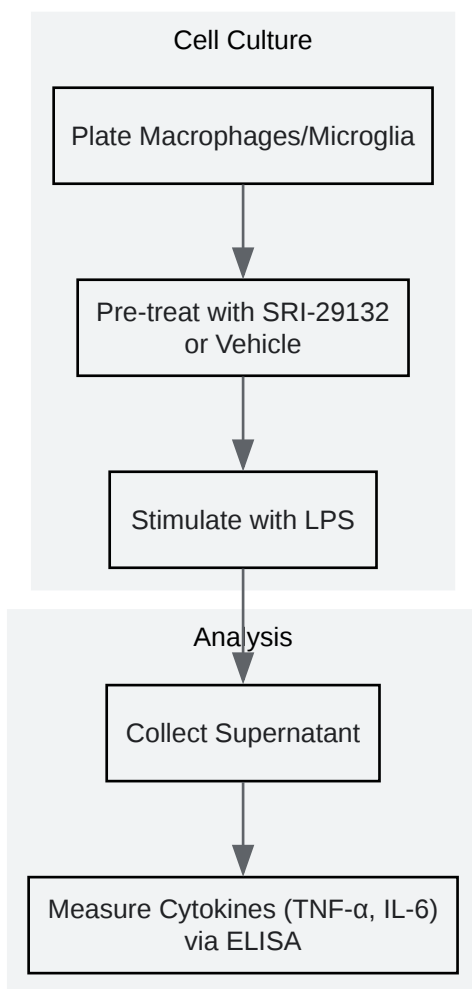 Cell Culture
Plate Macrophages/Microglia
Pre-treat with SRI-29132
or Vehicle
Stimulate with LPS
Analysis
Collect Supernatant
Measure Cytokines (TNF-α, IL-6)
via ELISA